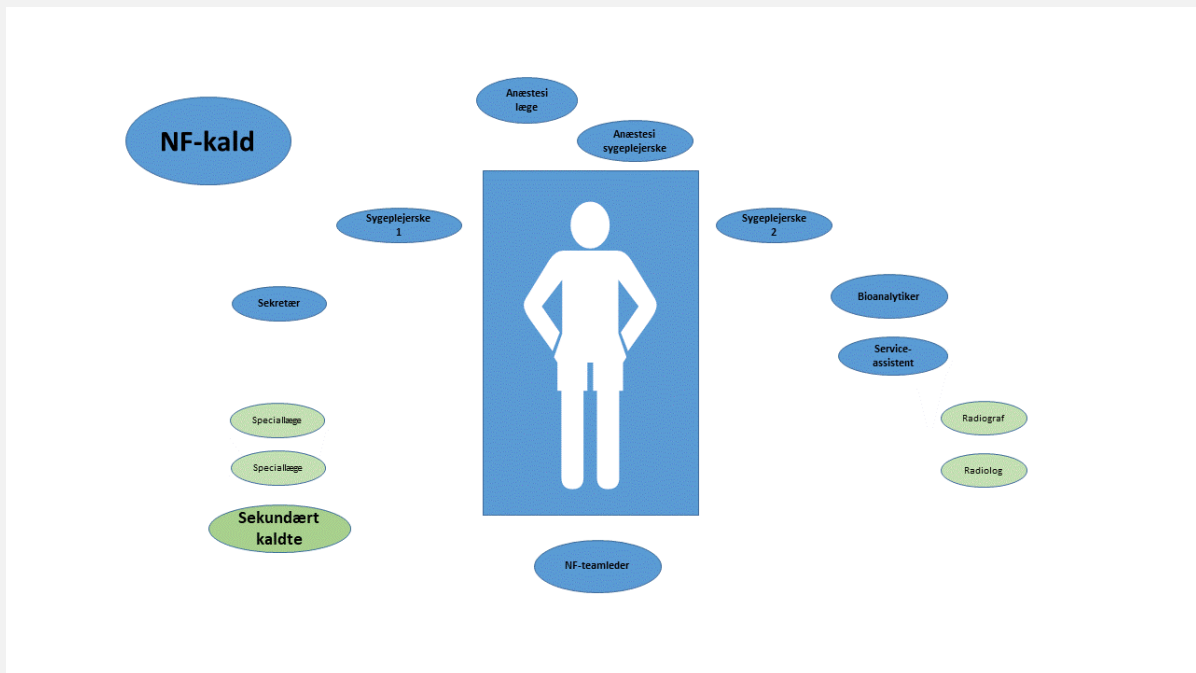 NF-kald
Anæstesi
læge
Anæstesi
sygeplejerske
Sygeplejerske
1
Sygeplejerske
2
Sekretær
Bioanalytiker
Service-
assistent
Speciallæge
Speciallæge
Radiograf
Radiolog
Sekundært
kaldte
NF-teamleder